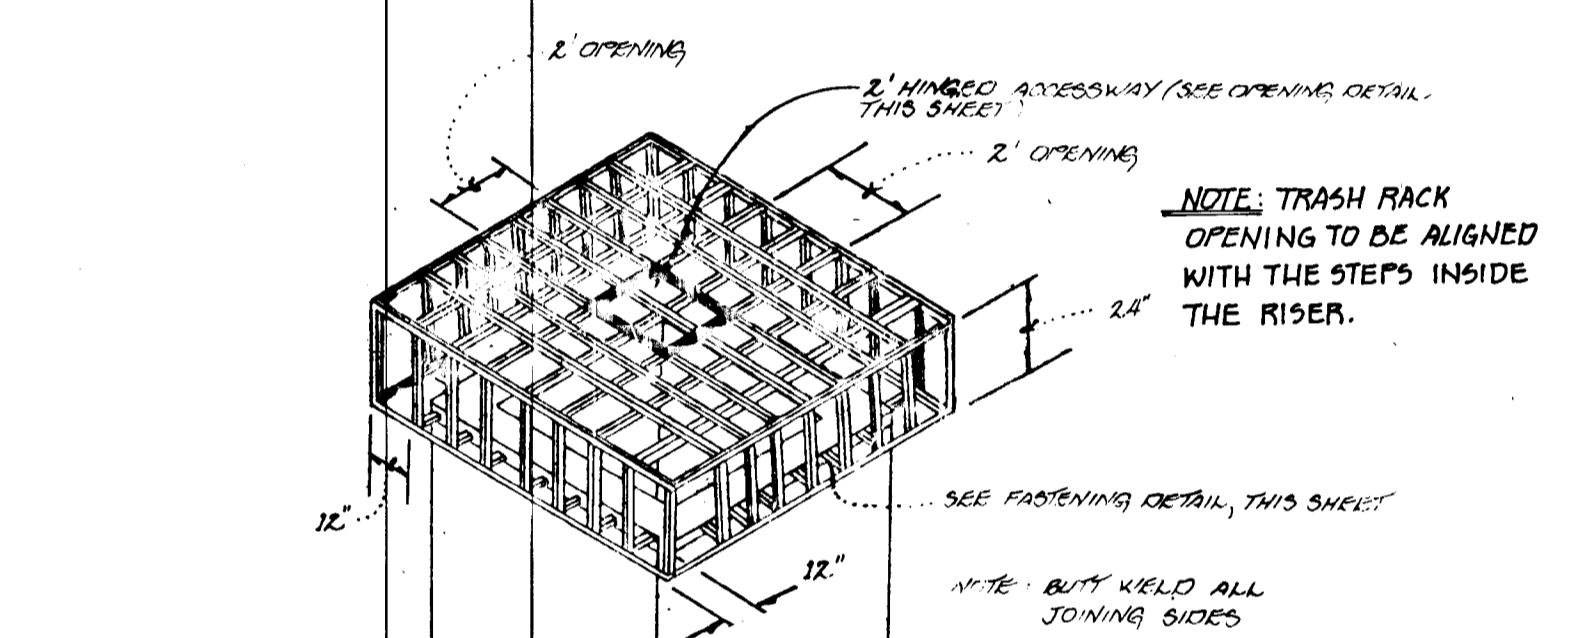 2' OPENING
2' HINGED ACCESSWAY (SEE OPENING DETAIL,
THIS SHEET)
2' OPENING
NOTE: TRASH RACK
OPENING TO BE ALIGNED
WITH THE STEPS INSIDE
THE RISER.
24"
SEE FASTENING DETAIL, THIS SHEET
12"
12"
NOTE: BUTT WELD ALL
JOINING SIDES